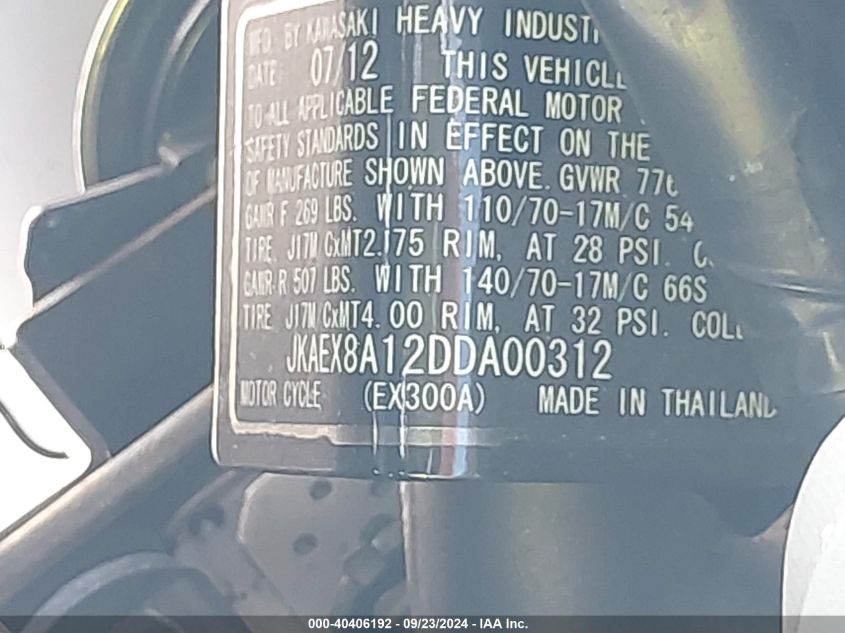 MFD. BY KAWASAKI HEAVY
DATE: 07/12 THIS
TO ALL APPLICABLE FEDERAL MOTOR
SAFETY STANDARDS IN EFFECT ON THE
OF MANUFACTURE SHOWN ABOVE. GVWR
GAWR F 269 LBS. WITH 110/70-17M/C 54
TIRE, J17M CxMT2.75 RIM, AT 28 PSI.
GAWR R 507 LBS. WITH 140/70-17M/C 66S
TIRE, J17M CxMT4.00 RIM, AT 32 PSI.
JKAEX8A12DDA00312
MOTOR CYCLE (EX300A) MADE IN THAILAND
000-40406192 - 09/23/2024 - IAA Inc.